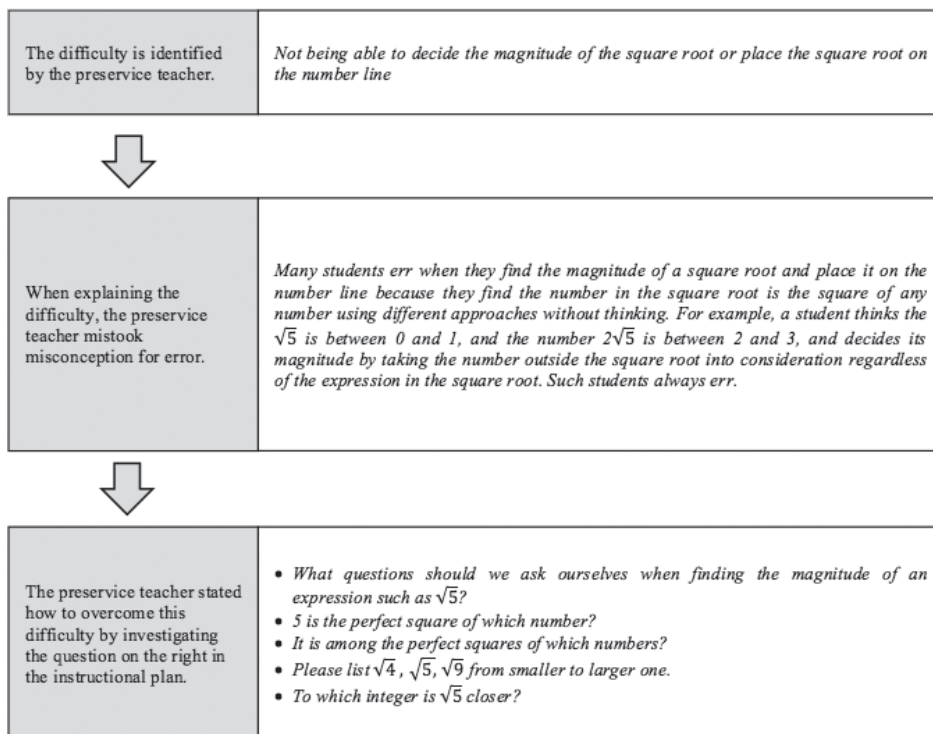 The difficulty is identified
by the preservice teacher.
Not being able to decide the magnitude of the square root or place the square root on
the number line
When explaining the
difficulty, the preservice
teacher mistook
misconception for error.
Many students err when they find the magnitude of a square root and place it on the
number line because they find the number in the square root is the square of any
number using different approaches without thinking. For example, a student thinks the
√5 is between 0 and 1, and the number 2√5 is between 2 and 3, and decides its
magnitude by taking the number outside the square root into consideration regardless
of the expression in the square root. Such students always err.
The preservice teacher stated
how to overcome this
difficulty by investigating
the question on the right in
the instructional plan.
• What questions should we ask ourselves when finding the magnitude of an
expression such as √5?
• 5 is the perfect square of which number?
• It is among the perfect squares of which numbers?
• Please list √4 , √5, √9 from smaller to larger one.
• To which integer is √5 closer?